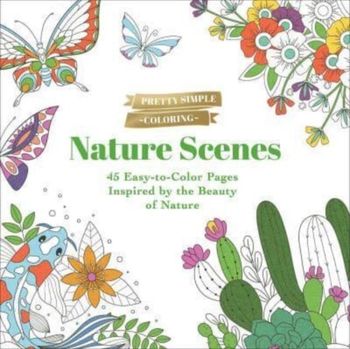 PRETTY SIMPLE
~COLORING~
Nature Scenes
45 Easy-to-Color Pages
Inspired by the Beauty
of Nature